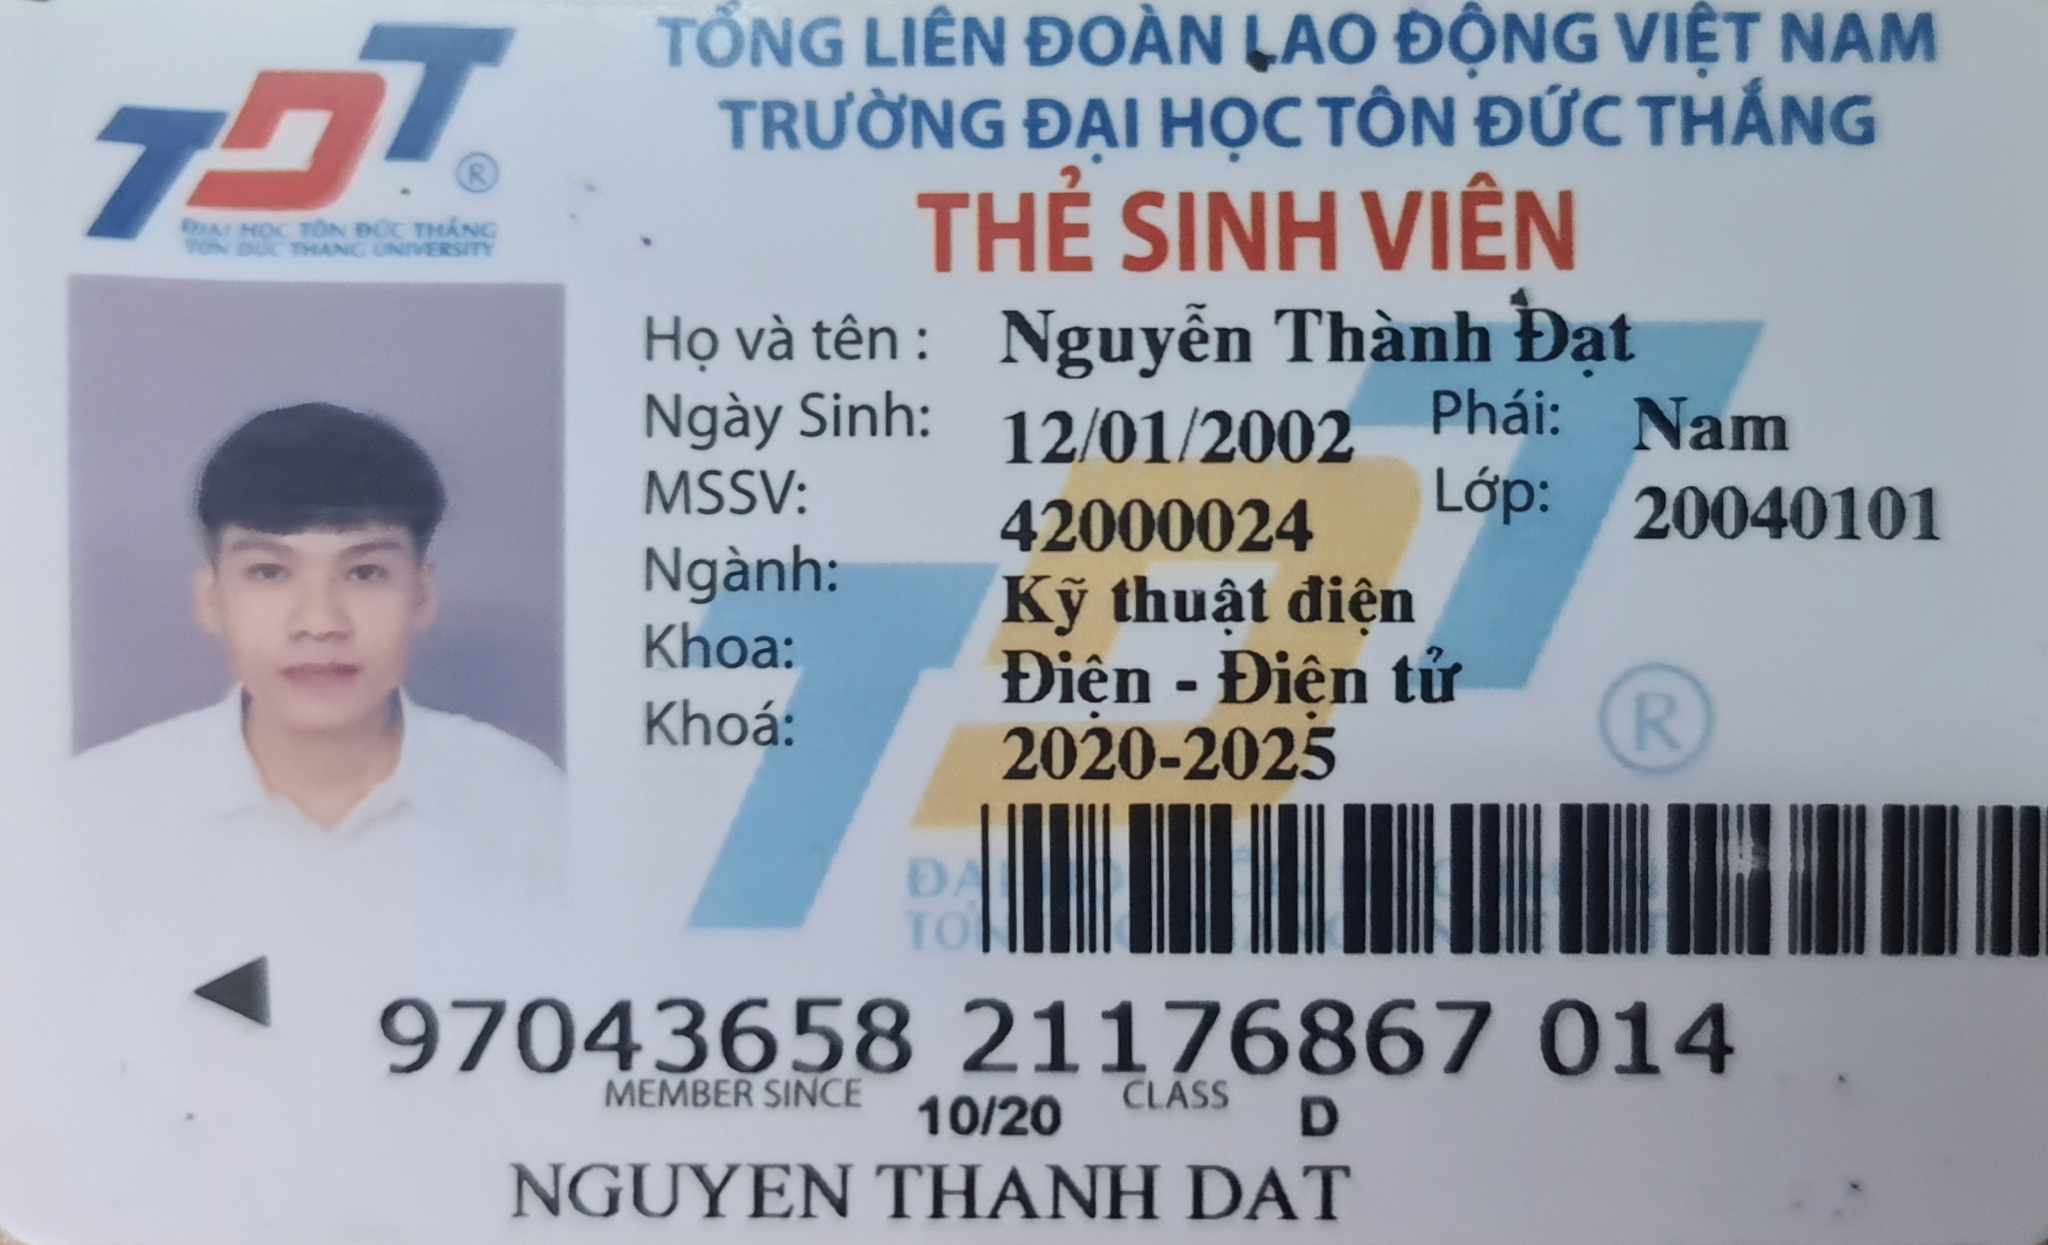 TDT®
ĐẠI HỌC TÔN ĐỨC THẮNG
TON DUC THANG UNIVERSITY
TỔNG LIÊN ĐOÀN LAO ĐỘNG VIỆT NAM
TRƯỜNG ĐẠI HỌC TÔN ĐỨC THẮNG
THẺ SINH VIÊN
Họ và tên : Nguyễn Thành Đạt
Ngày Sinh: 12/01/2002 Phái: Nam
MSSV: 42000024 Lớp: 20040101
Ngành: Kỹ thuật điện
Khoa: Điện - Điện tử
Khoá: 2020-2025
97043658 21176867 014
MEMBER SINCE 10/20 CLASS D
NGUYEN THANH DAT